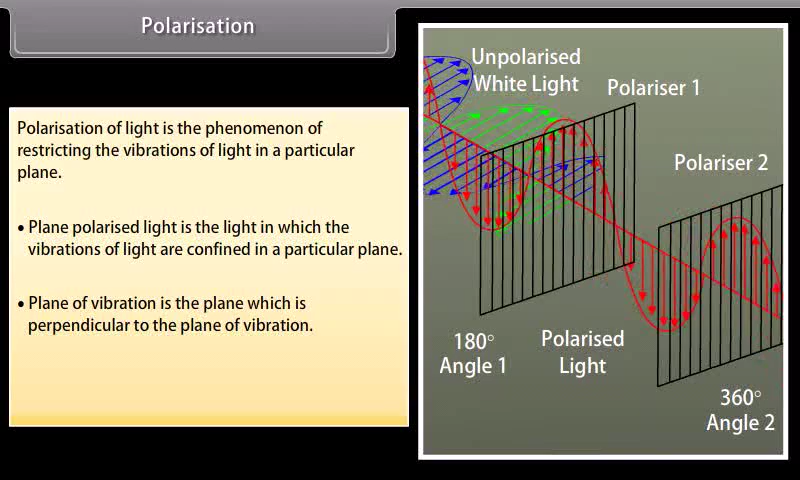 Polarisation
Polarisation of light is the phenomenon of
restricting the vibrations of light in a particular
plane.
• Plane polarised light is the light in which the
vibrations of light are confined in a particular plane.
• Plane of vibration is the plane which is
perpendicular to the plane of vibration.
Unpolarised
White Light
Polariser 1
Polariser 2
180°
Angle 1
Polarised
Light
360°
Angle 2